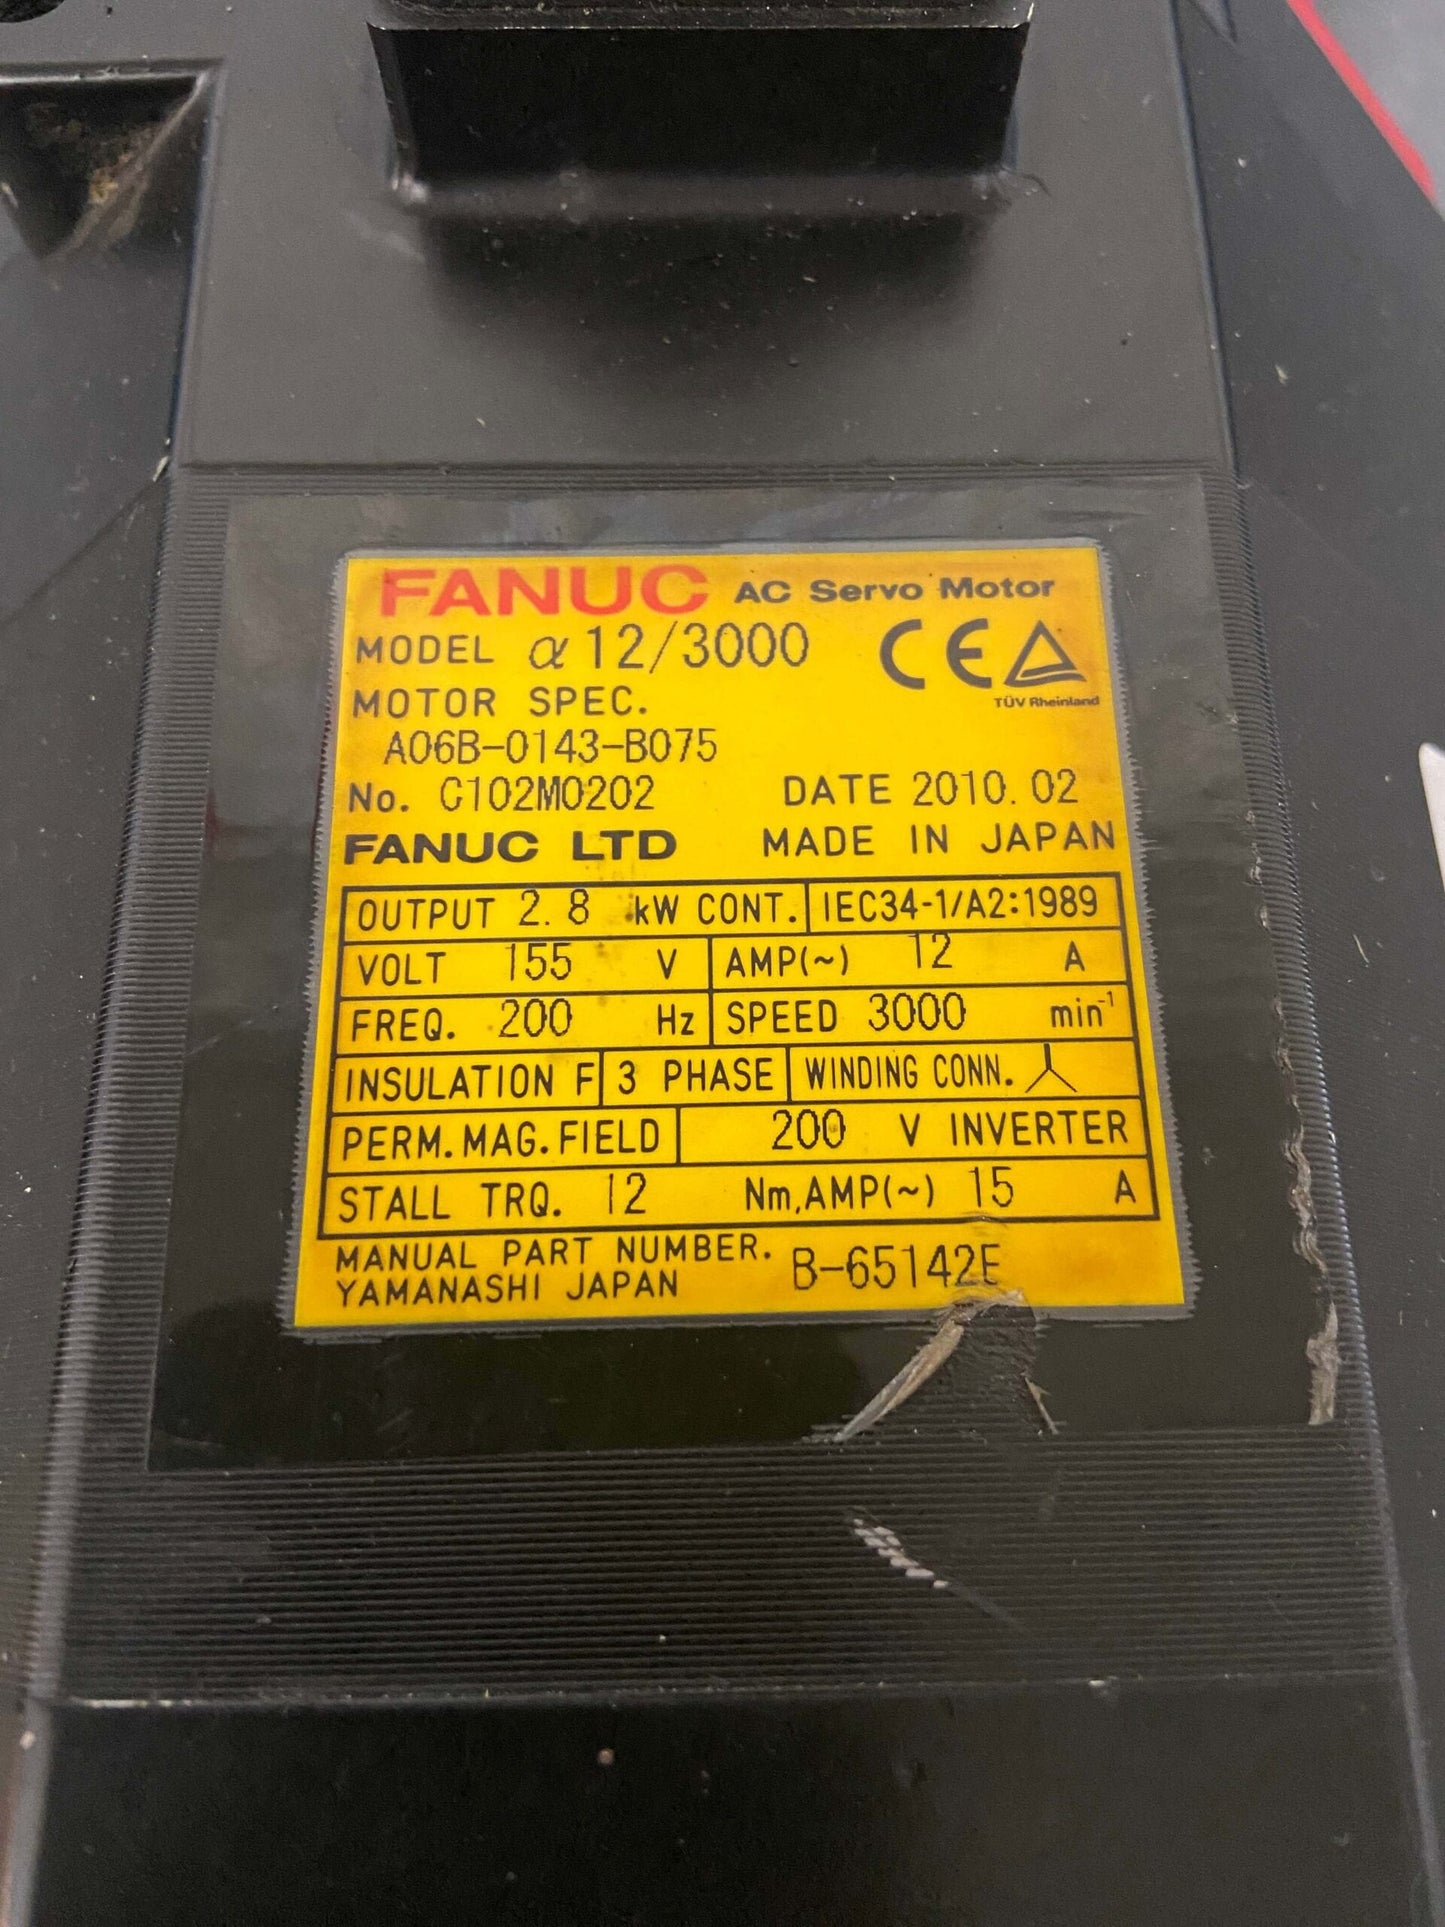 FANUC AC Servo Motor
MODEL α12/3000 CE
TÜV Rheinland
MOTOR SPEC.
A06B-0143-B075
No. C102M0202 DATE 2010.02
FANUC LTD MADE IN JAPAN
OUTPUT 2.8 kW CONT. IEC34-1/A2:1989
VOLT 155 V AMP(~) 12 A
FREQ. 200 Hz SPEED 3000 min⁻¹
INSULATION F 3 PHASE WINDING CONN.
PERM.MAG.FIELD 200 V INVERTER
STALL TRQ. 12 Nm,AMP(~) 15 A
MANUAL PART NUMBER. B-65142E
YAMANASHI JAPAN